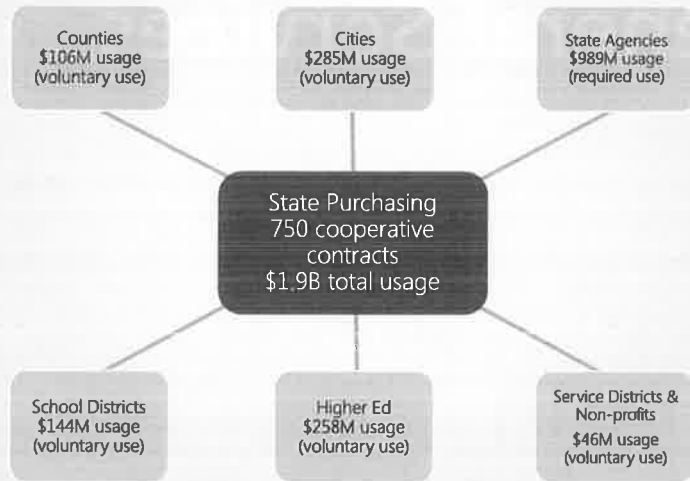 Counties
$106M usage
(voluntary use)
Cities
$285M usage
(voluntary use)
State Agencies
$989M usage
(required use)
State Purchasing
750 cooperative
contracts
$1.9B total usage
School Districts
$144M usage
(voluntary use)
Higher Ed
$258M usage
(voluntary use)
Service Districts &
Non-profits
$46M usage
(voluntary use)